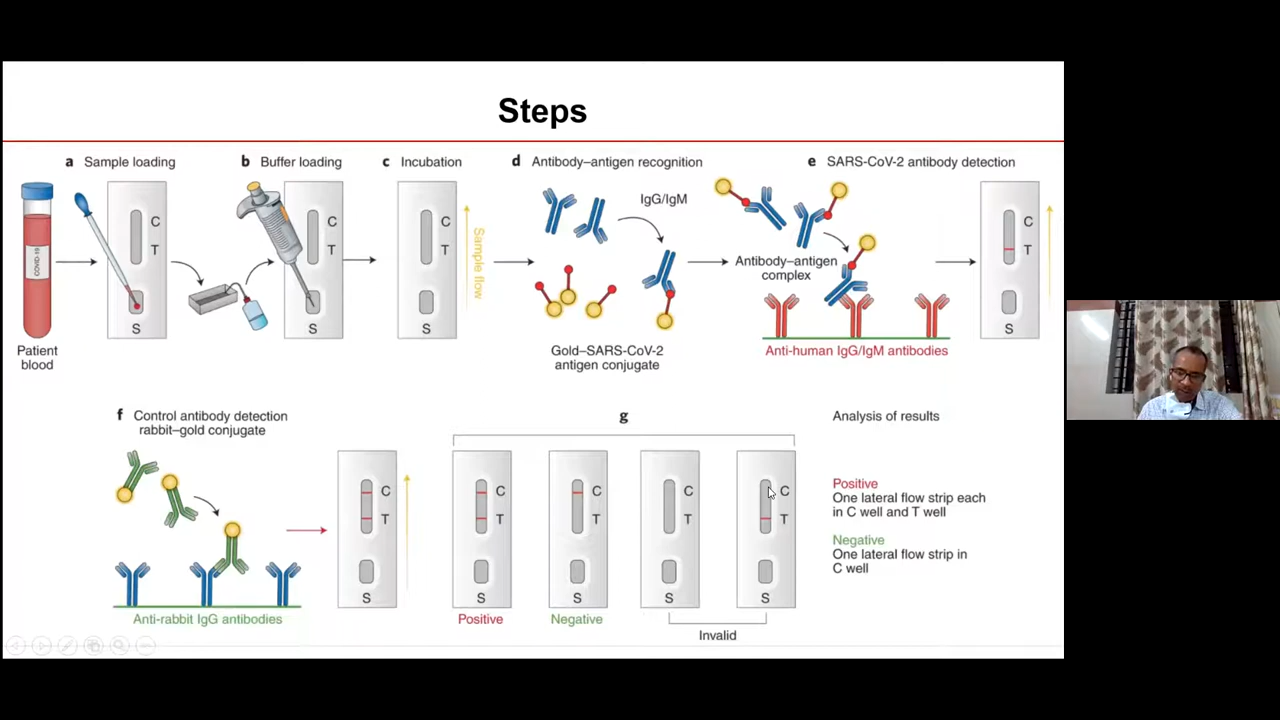 Steps
a Sample loading
b Buffer loading
c Incubation
d Antibody–antigen recognition
e SARS-CoV-2 antibody detection
COVID-19
C
T
S
C
T
S
C
T
S
Sample flow
IgG/IgM
Antibody–antigen
complex
C
T
S
Patient
blood
Gold–SARS-CoV-2
antigen conjugate
Anti-human IgG/IgM antibodies
f Control antibody detection
rabbit–gold conjugate
g
Analysis of results
C
T
S
C
T
S
C
T
S
C
T
S
C
T
S
Positive
One lateral flow strip each
in C well and T well
Negative
One lateral flow strip in
C well
Anti-rabbit IgG antibodies
Positive
Negative
Invalid